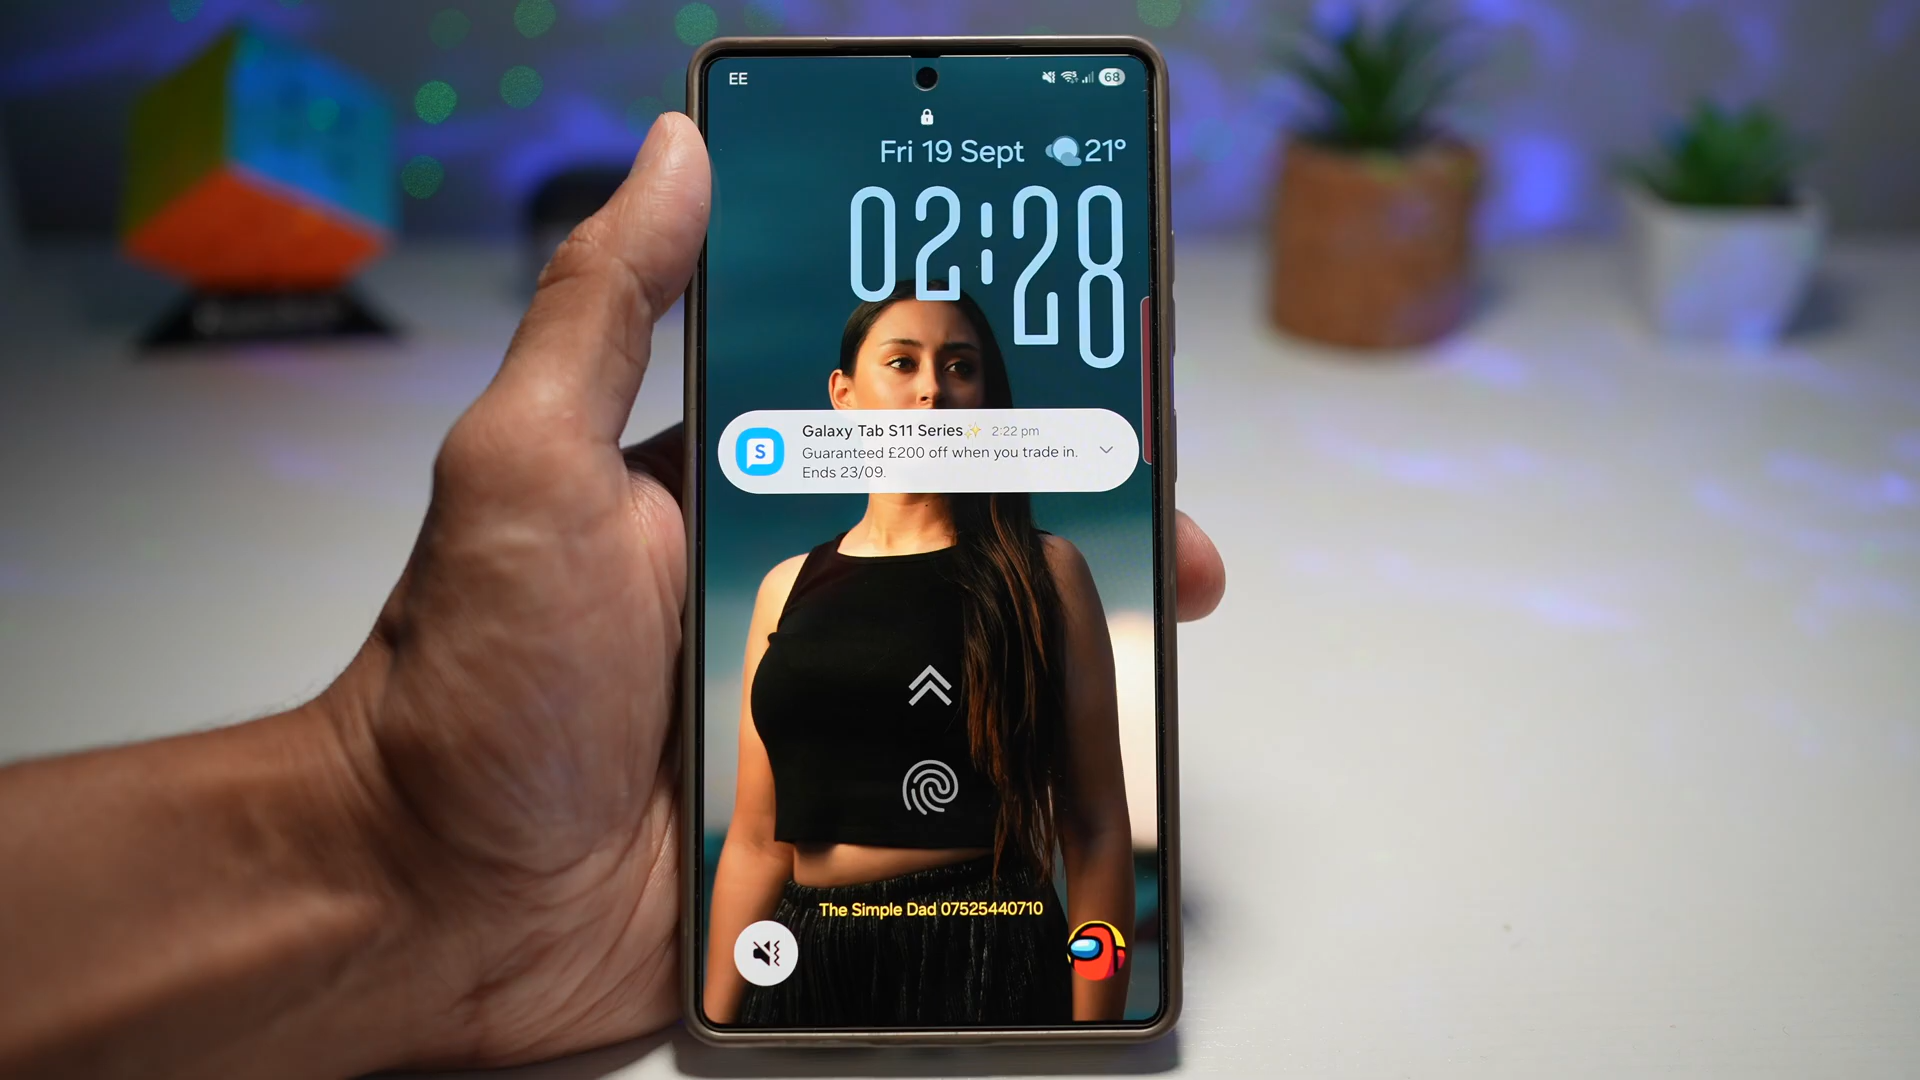 EE
68
Fri 19 Sept 21°
02:28
Galaxy Tab S11 Series✨ 2:22 pm
S
Guaranteed £200 off when you trade in.
Ends 23/09.
The Simple Dad 07525440710